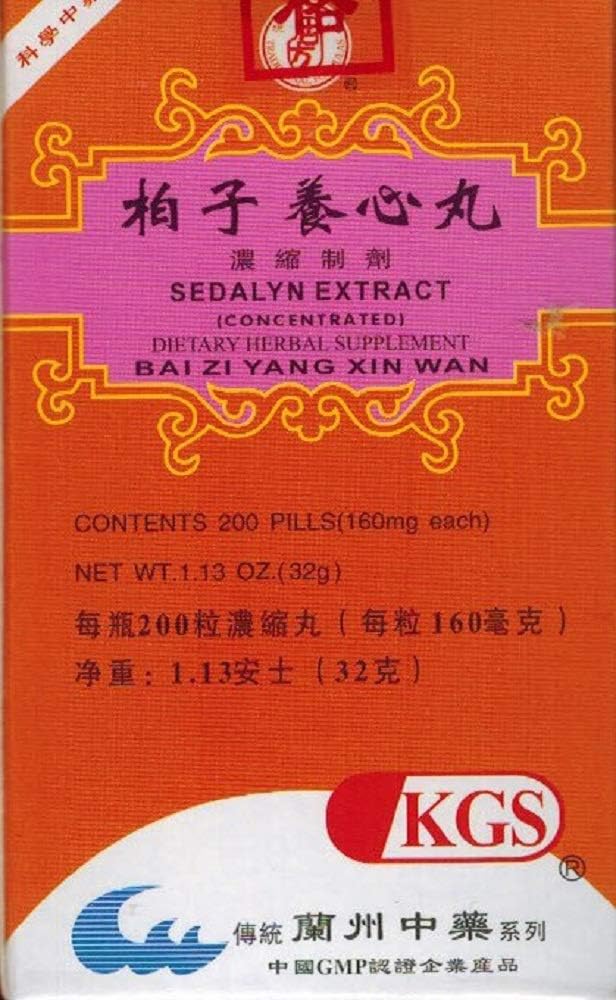 科學中
柏子養心丸
濃縮制劑
SEDALYN EXTRACT
(CONCENTRATED)
DIETARY HERBAL SUPPLEMENT
BAI ZI YANG XIN WAN
CONTENTS 200 PILLS(160mg each)
NET WT.1.13 OZ.(32g)
每瓶200粒濃縮丸(每粒160毫克)
净重:1.13安士(32克)
KGS
®
傳統 蘭州中藥 系列
中國GMP認證企業產品